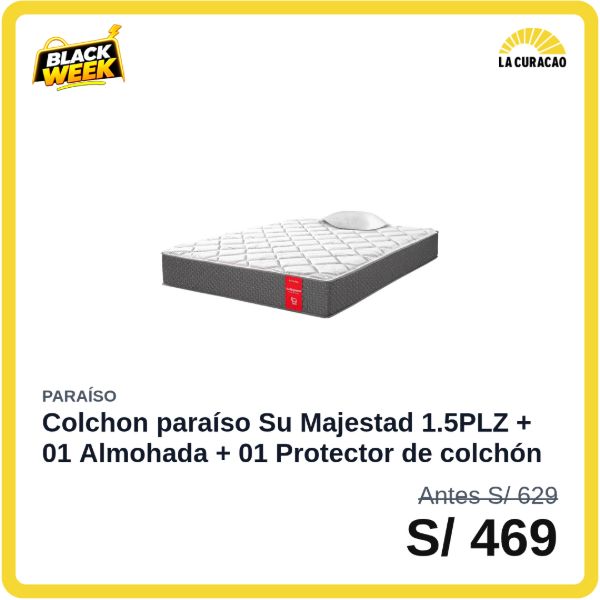 BLACK
WEEK
LA CURACAO
PARAÍSO
Colchon paraíso Su Majestad 1.5PLZ +
01 Almohada + 01 Protector de colchón
Antes S/ 629
S/ 469